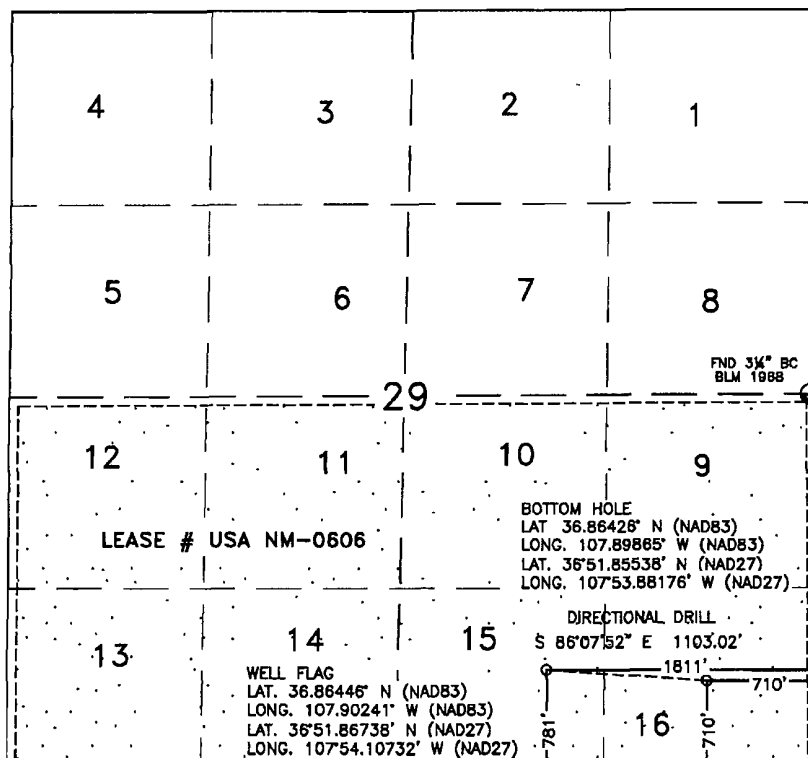 4
3
2
1
5
6
7
8
FND 3¼" BC
BLM 1988
29
12
11
10
9
BOTTOM HOLE
LAT 36.86426° N (NAD83)
LONG. 107.89865° W (NAD83)
LAT. 36°51.85538' N (NAD27)
LONG. 107°53.88176' W (NAD27)
LEASE # USA NM-0606
DIRECTIONAL DRILL
S 86°07'52" E 1103.02'
13
14
15
1811'
710'
WELL FLAG
LAT. 36.86446° N (NAD83)
LONG. 107.90241° W (NAD83)
LAT. 36°51.86738' N (NAD27)
LONG. 107°54.10732' W (NAD27)
781'
16
710'